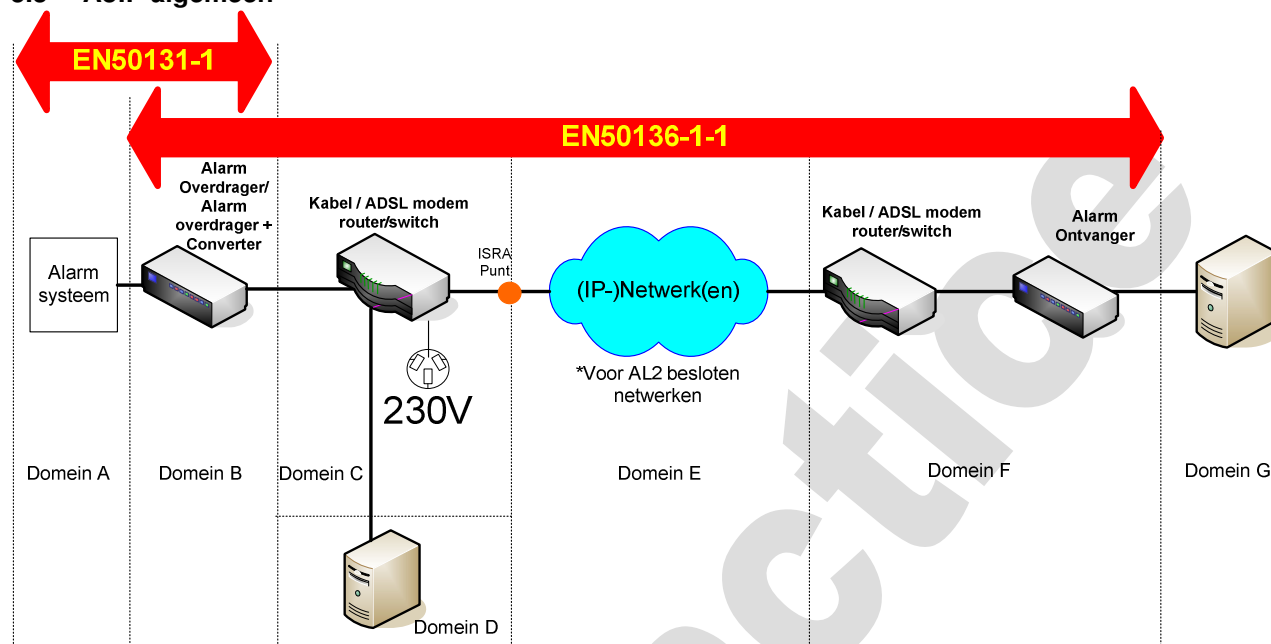 EN50131-1
EN50136-1-1
Alarm
Overdrager/
Alarm
overdrager +
Converter
Kabel / ADSL modem
router/switch
ISRA
Punt
Kabel / ADSL modem
router/switch
Alarm
Ontvanger
Alarm
systeem
(IP-)Netwerk(en)
*Voor AL2 besloten
netwerken
230V
Domein A
Domein B
Domein C
Domein E
Domein F
Domein G
Domein D
ctioe